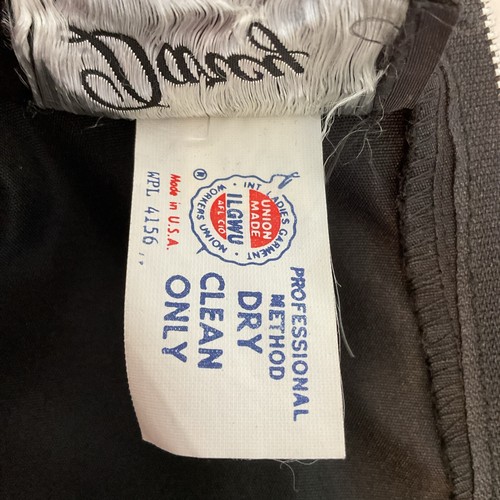 Darcy
INT LADIES GARMENT WORKERS UNION
UNION
MADE
ILGWU
AFL CIO
®
Made in U.S.A.
WPL 4156
PROFESSIONAL
METHOD
DRY
CLEAN
ONLY